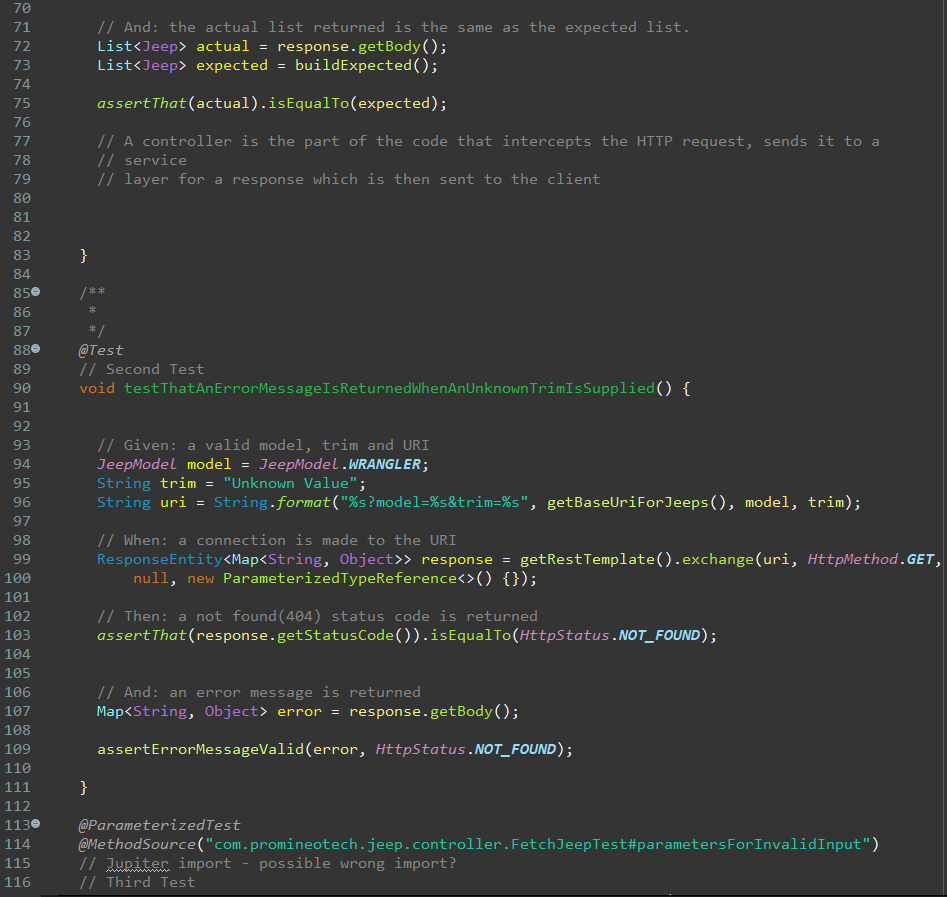 70
71 // And: the actual list returned is the same as the expected list.
72 List<Jeep> actual = response.getBody();
73 List<Jeep> expected = buildExpected();
74
75 assertThat(actual).isEqualTo(expected);
76
77 // A controller is the part of the code that intercepts the HTTP request, sends it to a
78 // service
79 // layer for a response which is then sent to the client
80
81
82
83 }
84
85 /**
86 *
87 */
88 @Test
89 // Second Test
90 void testThatAnErrorMessageIsReturnedWhenAnUnknownTrimIsSupplied() {
91
92
93 // Given: a valid model, trim and URI
94 JeepModel model = JeepModel.WRANGLER;
95 String trim = "Unknown Value";
96 String uri = String.format("%s?model=%s&trim=%s", getBaseUriForJeeps(), model, trim);
97
98 // When: a connection is made to the URI
99 ResponseEntity<Map<String, Object>> response = getRestTemplate().exchange(uri, HttpMethod.GET,
100 null, new ParameterizedTypeReference<>() {});
101
102 // Then: a not found(404) status code is returned
103 assertThat(response.getStatusCode()).isEqualTo(HttpStatus.NOT_FOUND);
104
105
106 // And: an error message is returned
107 Map<String, Object> error = response.getBody();
108
109 assertErrorMessageValid(error, HttpStatus.NOT_FOUND);
110
111 }
112
113 @ParameterizedTest
114 @MethodSource("com.promineotech.jeep.controller.FetchJeepTest#parametersForInvalidInput")
115 // Jupiter import - possible wrong import?
116 // Third Test